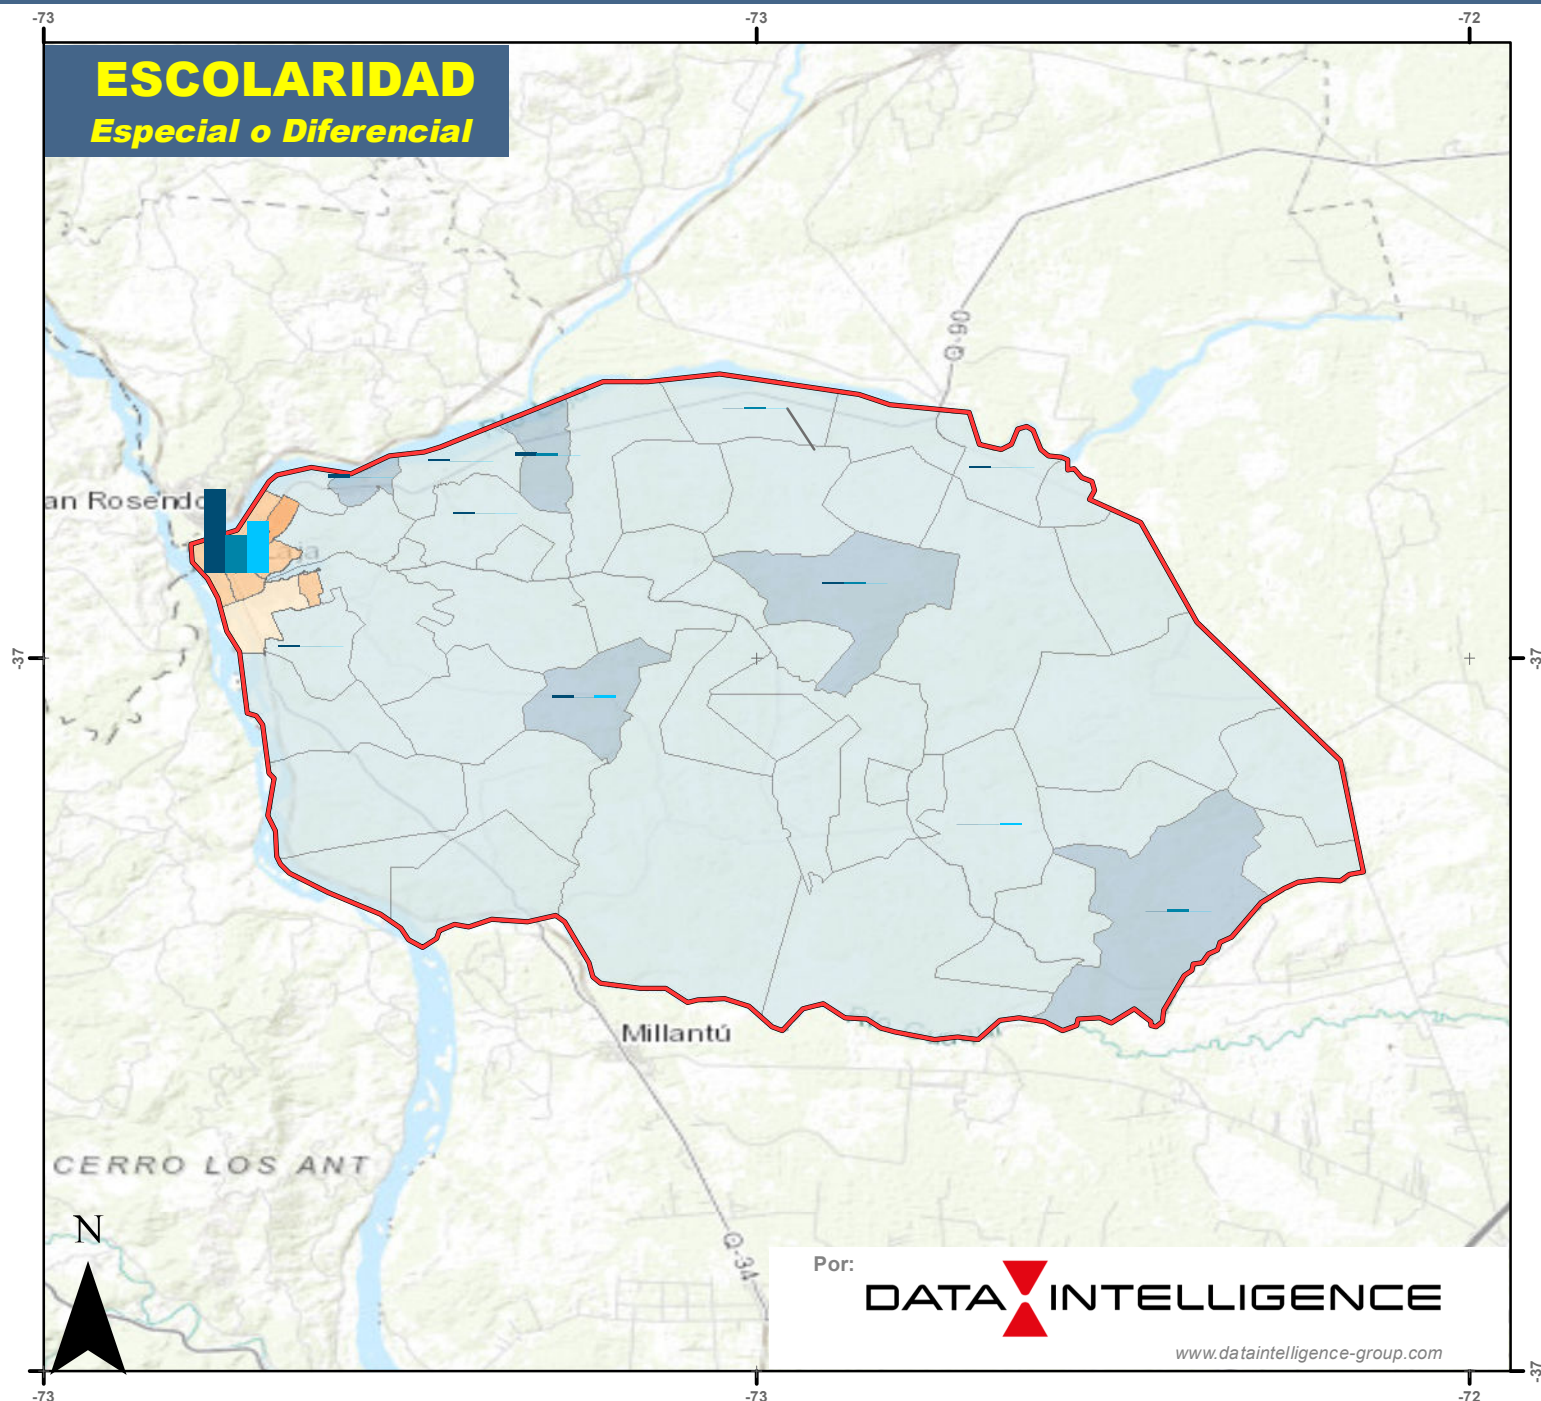 -73
-73
-72
ESCOLARIDAD
Especial o Diferencial
Q-90
an Rosendo
-37
-37
Millantú
CERRO LOS ANT
N
Q-34
Por:
DATA INTELLIGENCE
www.dataintelligence-group.com
-37
-73
-73
-72